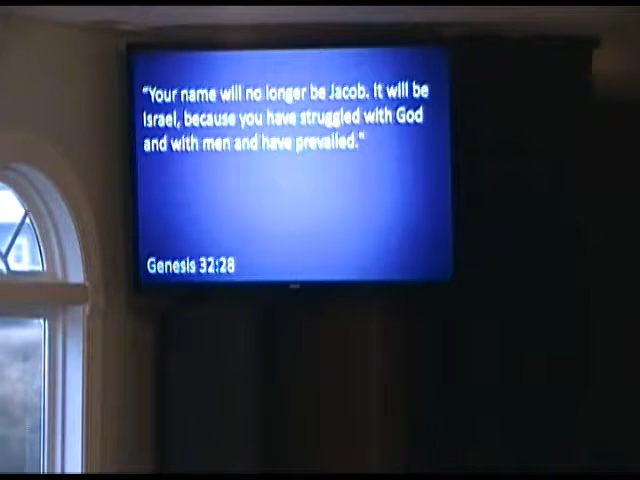 "Your name will no longer be Jacob. It will be
Israel, because you have struggled with God
and with men and have prevailed."
Genesis 32:28